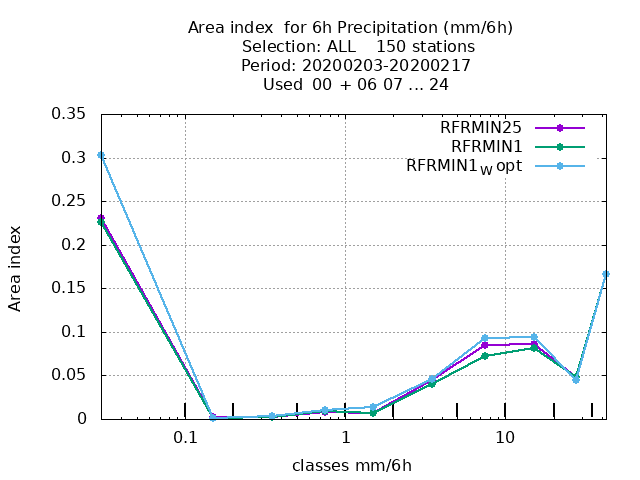 Area index  for 6h Precipitation (mm/6h)
Selection: ALL    150 stations
Period: 20200203-20200217
Used  00  + 06 07 ... 24
RFRMIN25
RFRMIN1
RFRMIN1W opt
0.35
0.3
0.25
0.2
0.15
0.1
0.05
0
Area index
0.1
1
10
classes mm/6h